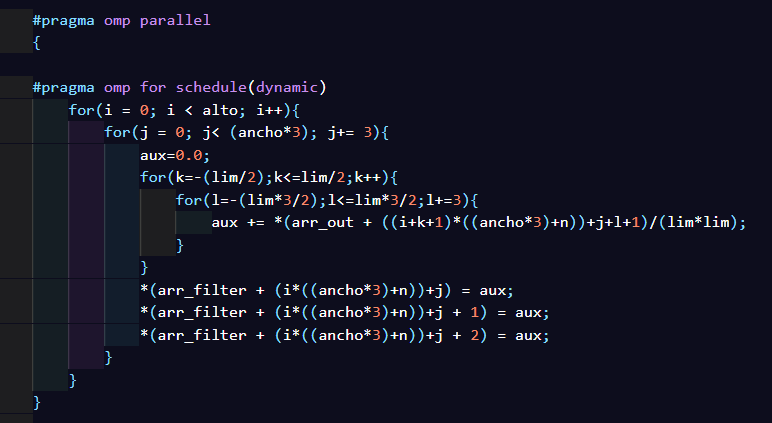 #pragma omp parallel
{
#pragma omp for schedule(dynamic)
for(i = 0; i < alto; i++){
for(j = 0; j< (ancho*3); j+= 3){
aux=0.0;
for(k=-(lim/2);k<=lim/2;k++){
for(l=-(lim*3/2);l<=lim*3/2;l+=3){
aux += *(arr_out + ((i+k+1)*((ancho*3)+n))+j+l+1)/(lim*lim);
}
}
*(arr_filter + (i*((ancho*3)+n))+j) = aux;
*(arr_filter + (i*((ancho*3)+n))+j + 1) = aux;
*(arr_filter + (i*((ancho*3)+n))+j + 2) = aux;
}
}
}